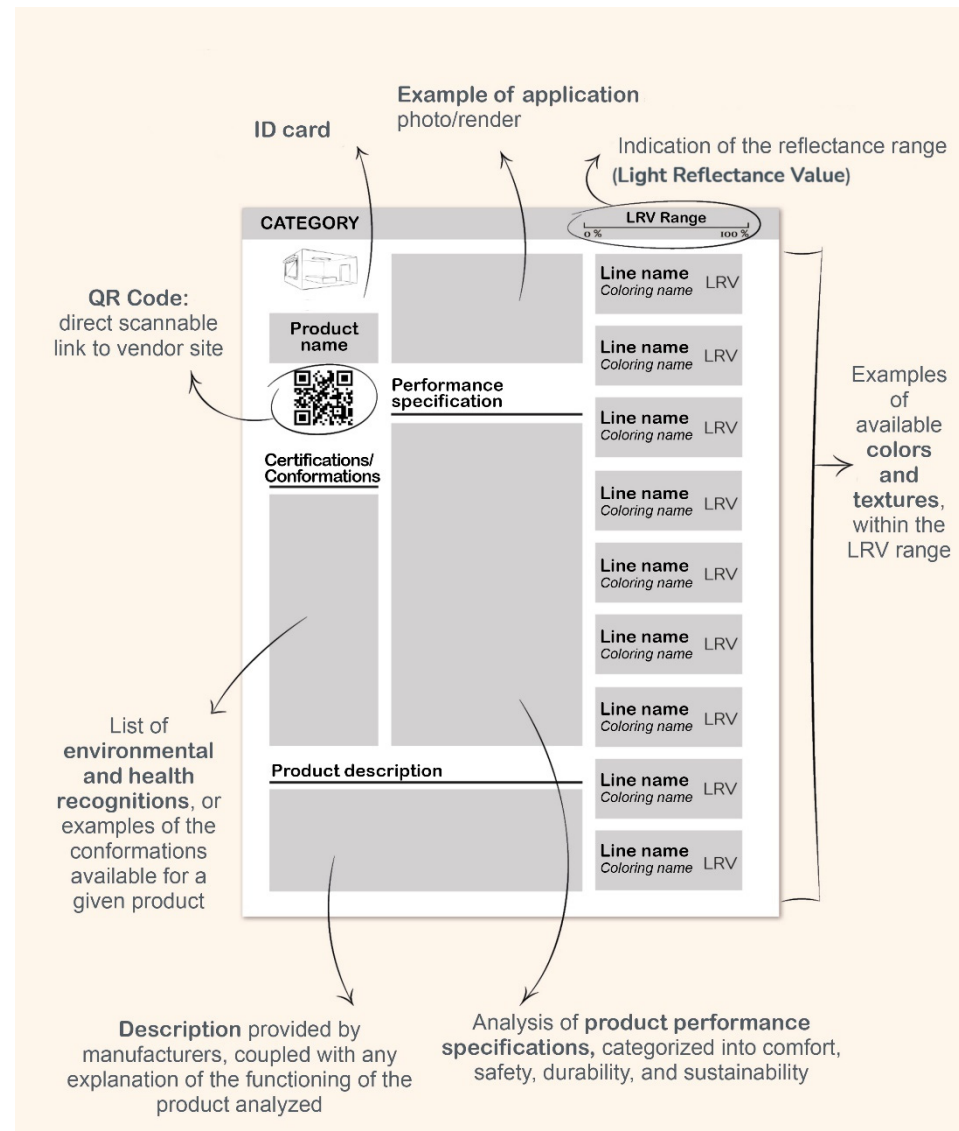 Example of application
photo/render
ID card
Indication of the reflectance range
(Light Reflectance Value)
CATEGORY
LRV Range
0 %
100 %
QR Code:
direct scannable
link to vendor site
Product
name
Certifications/
Conformations
Performance
specification
Product description
Line name
Coloring name
LRV
Line name
Coloring name
LRV
Line name
Coloring name
LRV
Line name
Coloring name
LRV
Line name
Coloring name
LRV
Line name
Coloring name
LRV
Line name
Coloring name
LRV
Line name
Coloring name
LRV
Line name
Coloring name
LRV
Examples
of
available
colors
and
textures,
within the
LRV range
List of
environmental
and health
recognitions, or
examples of the
conformations
available for a
given product
Description provided by
manufacturers, coupled with any
explanation of the functioning of the
product analyzed
Analysis of product performance
specifications, categorized into comfort,
safety, durability, and sustainability